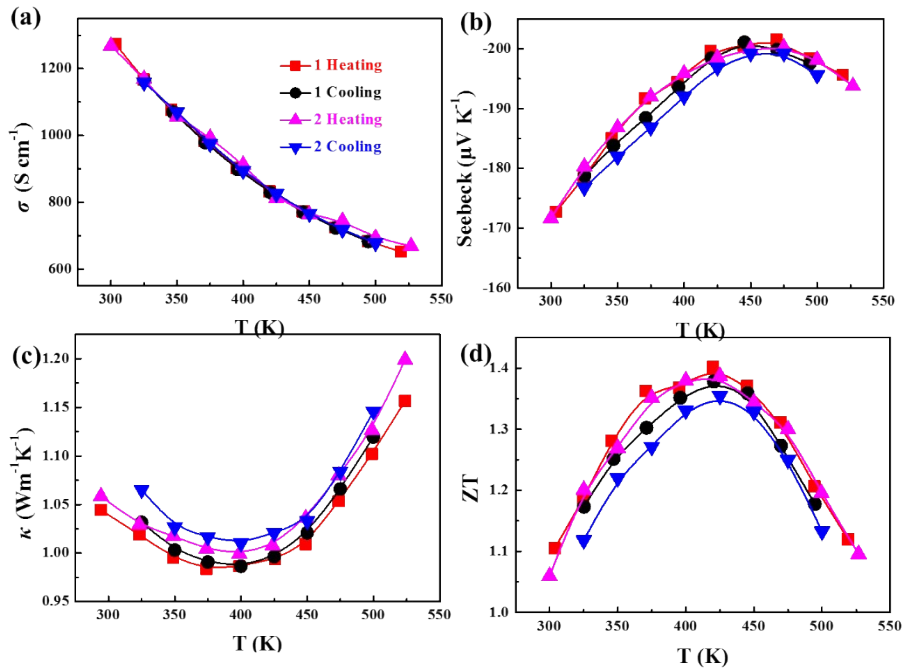 (a)
1200
1000
800
600
σ (S cm⁻¹)
300 350 400 450 500 550
T (K)
1 Heating
1 Cooling
2 Heating
2 Cooling
(b)
-200
-190
-180
-170
-160
Seebeck (μV K⁻¹)
300 350 400 450 500 550
T (K)
(c)
1.20
1.15
1.10
1.05
1.00
0.95
κ (Wm⁻¹K⁻¹)
300 350 400 450 500 550
T (K)
(d)
1.4
1.3
1.2
1.1
1.0
ZT
300 350 400 450 500 550
T (K)